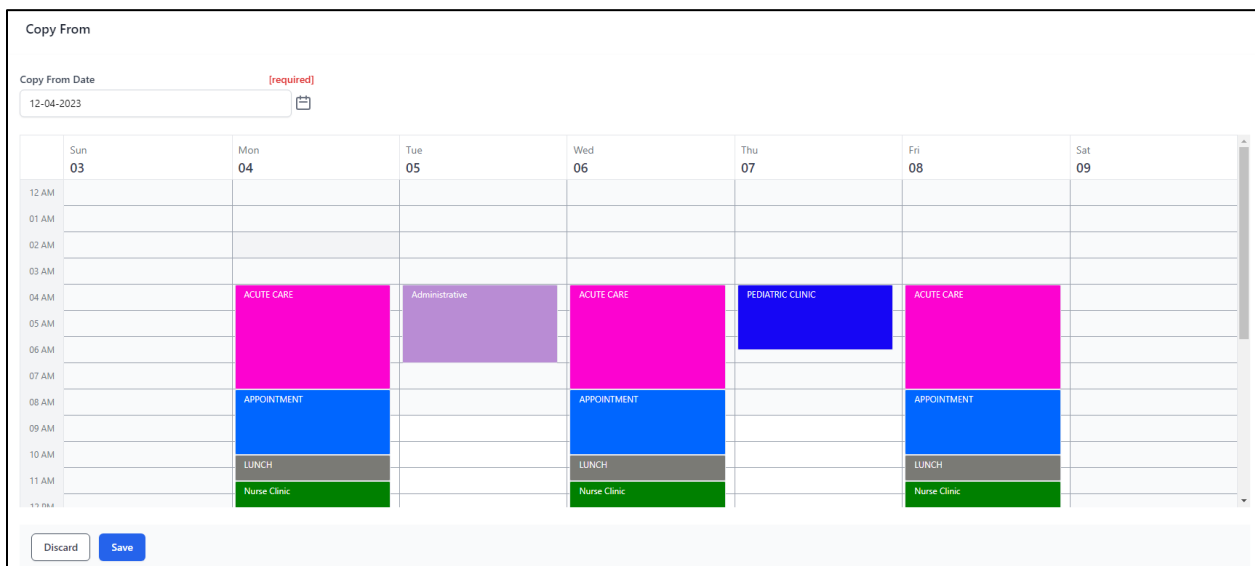 Copy From
Copy From Date [required]
12-04-2023
Sun Mon Tue Wed Thu Fri Sat
03 04 05 06 07 08 09
12 AM
01 AM
02 AM
03 AM
04 AM ACUTE CARE Administrative ACUTE CARE PEDIATRIC CLINIC ACUTE CARE
05 AM
06 AM
07 AM
08 AM APPOINTMENT APPOINTMENT APPOINTMENT
09 AM
10 AM
LUNCH LUNCH LUNCH
11 AM
Nurse Clinic Nurse Clinic Nurse Clinic
12 PM
Discard Save